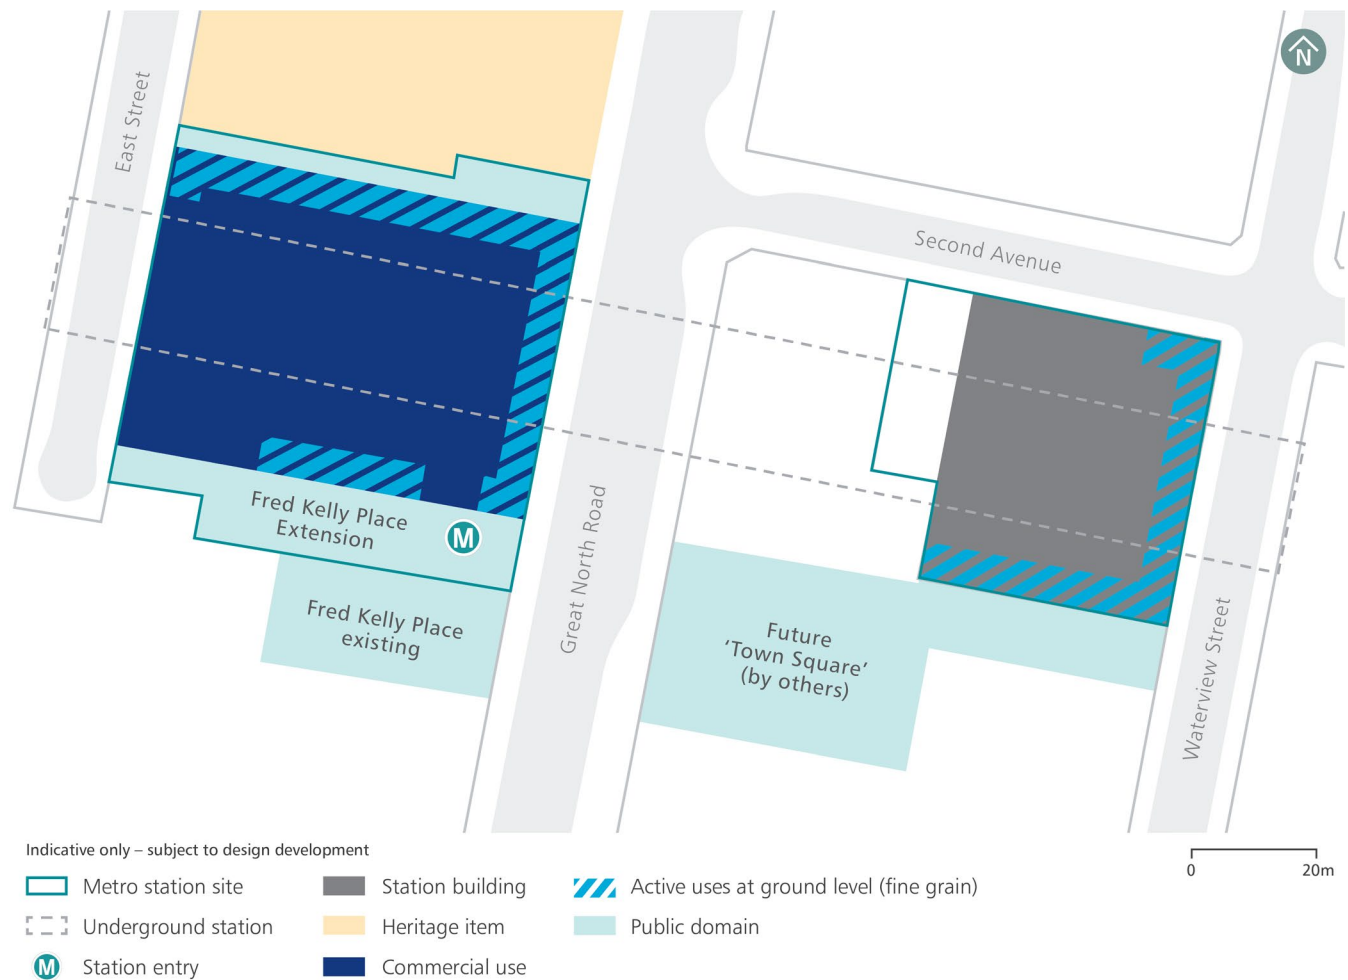 N
East Street
Second Avenue
Fred Kelly Place
Extension
M
Great North Road
Fred Kelly Place
existing
Future
‘Town Square‘
(by others)
Waterview Street
Indicative only – subject to design development
0
20m
Metro station site
Station building
Active uses at ground level (fine grain)
Underground station
Heritage item
Public domain
M
Station entry
Commercial use